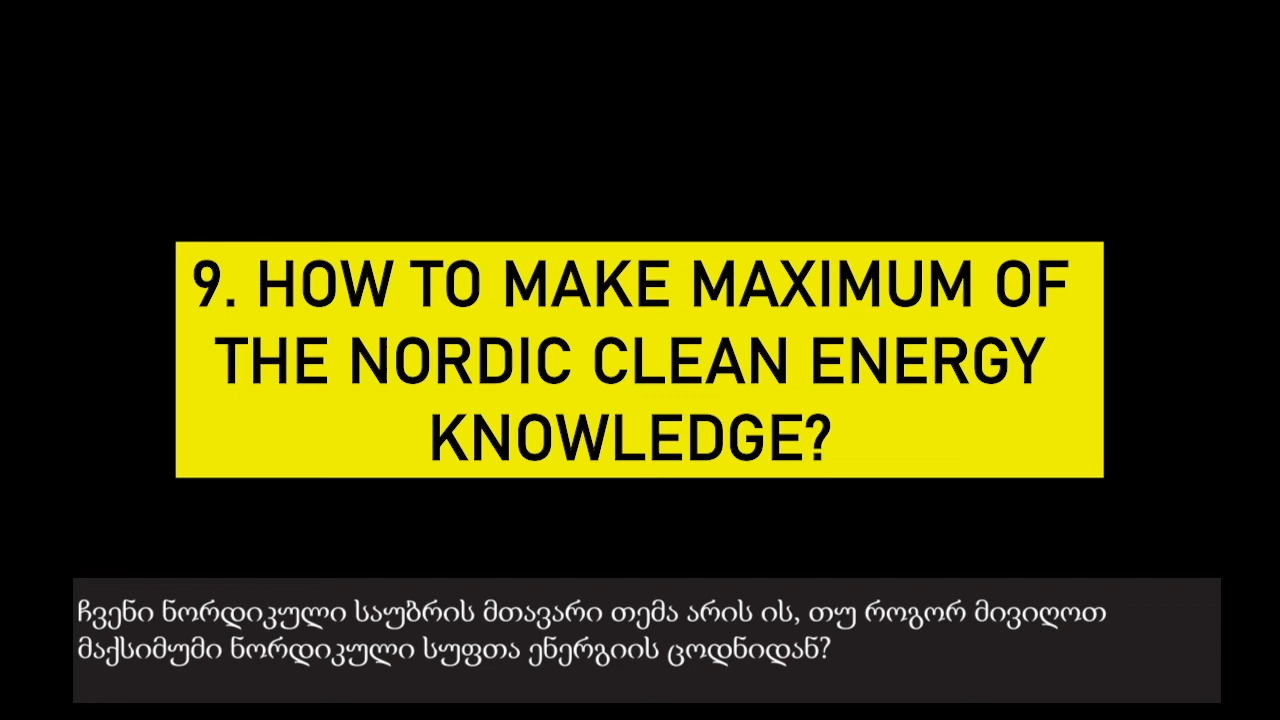 9. HOW TO MAKE MAXIMUM OF
THE NORDIC CLEAN ENERGY
KNOWLEDGE?
ჩვენი ნორდიკული საუბრის მთავარი თემა არის ის, თუ როგორ მივიღოთ
მაქსიმუმი ნორდიკული სუფთა ენერგიის ცოდნიდან?